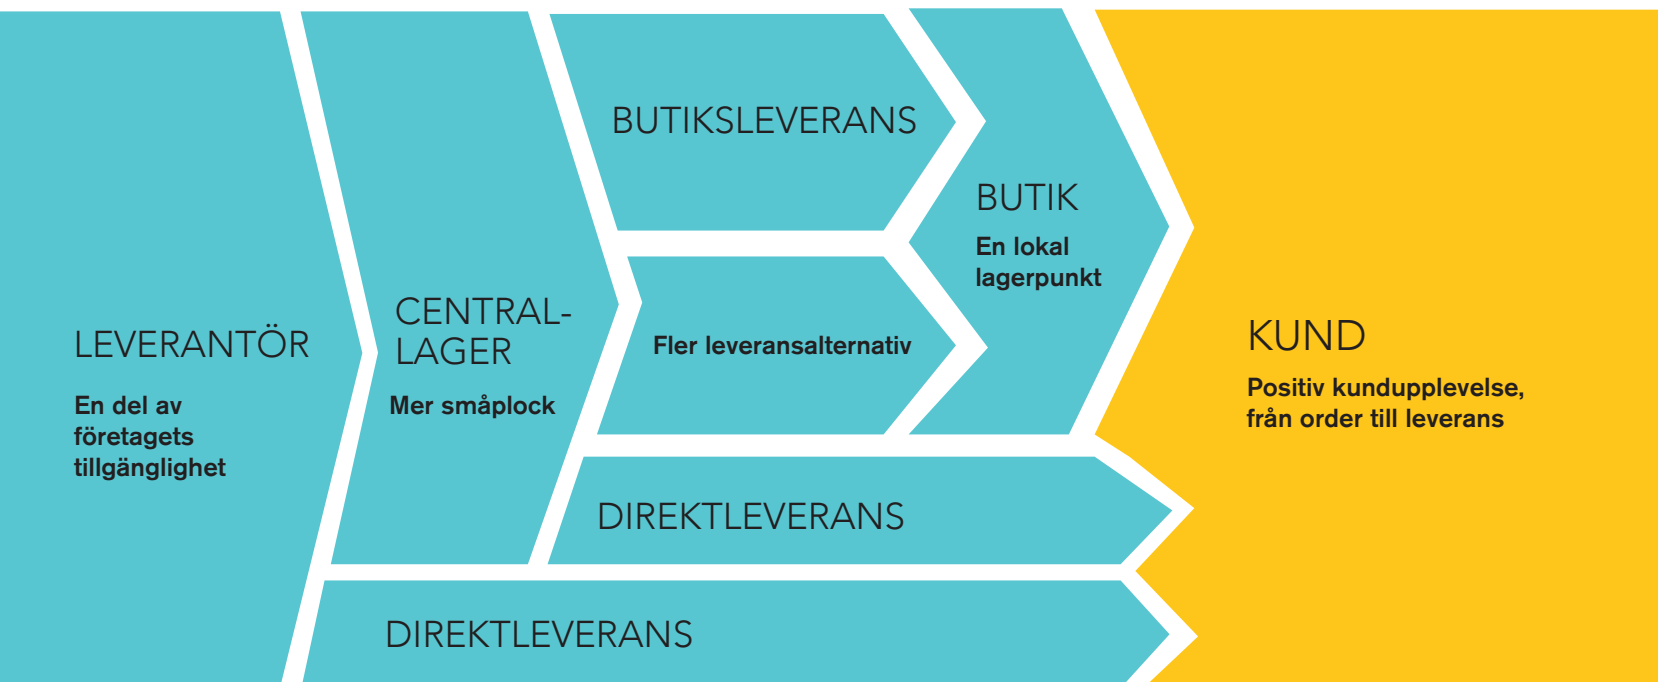 LEVERANTÖR
En del av
företagets
tillgänglighet
CENTRAL-
LAGER
Mer småplock
BUTIKSLEVERANS
Fler leveransalternativ
BUTIK
En lokal
lagerpunkt
DIREKTLEVERANS
DIREKTLEVERANS
KUND
Positiv kundupplevelse,
från order till leverans